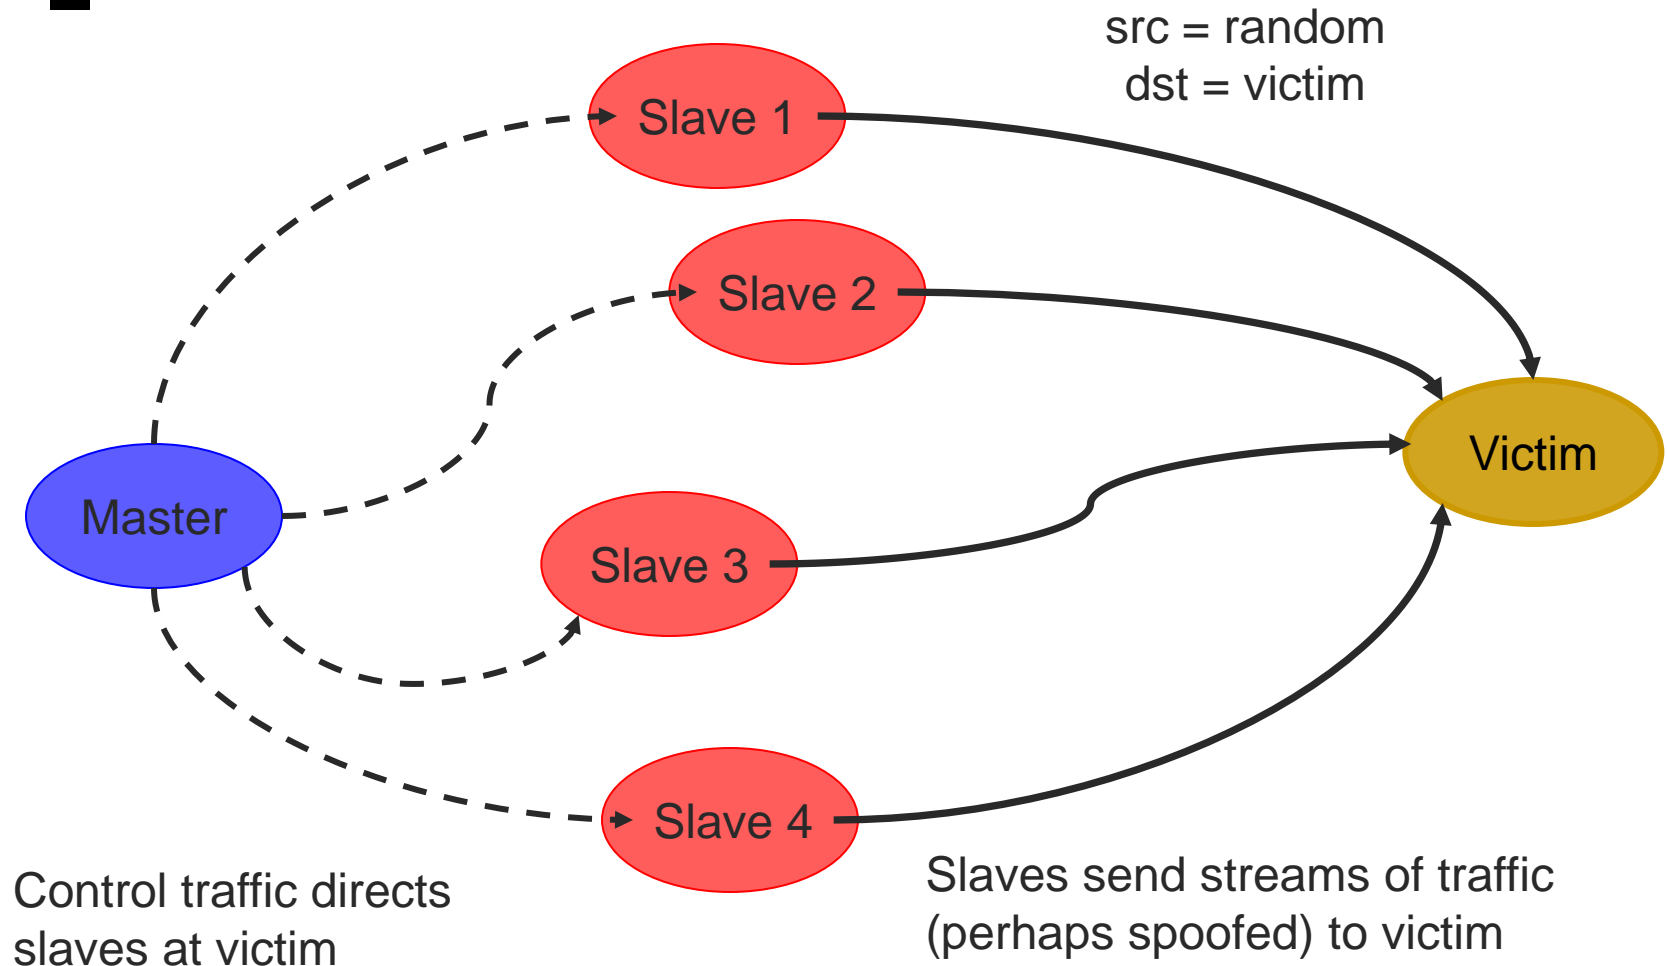 src = random
dst = victim
Slave 1
Slave 2
Victim
Master
Slave 3
Slave 4
Control traffic directs
slaves at victim
Slaves send streams of traffic
(perhaps spoofed) to victim